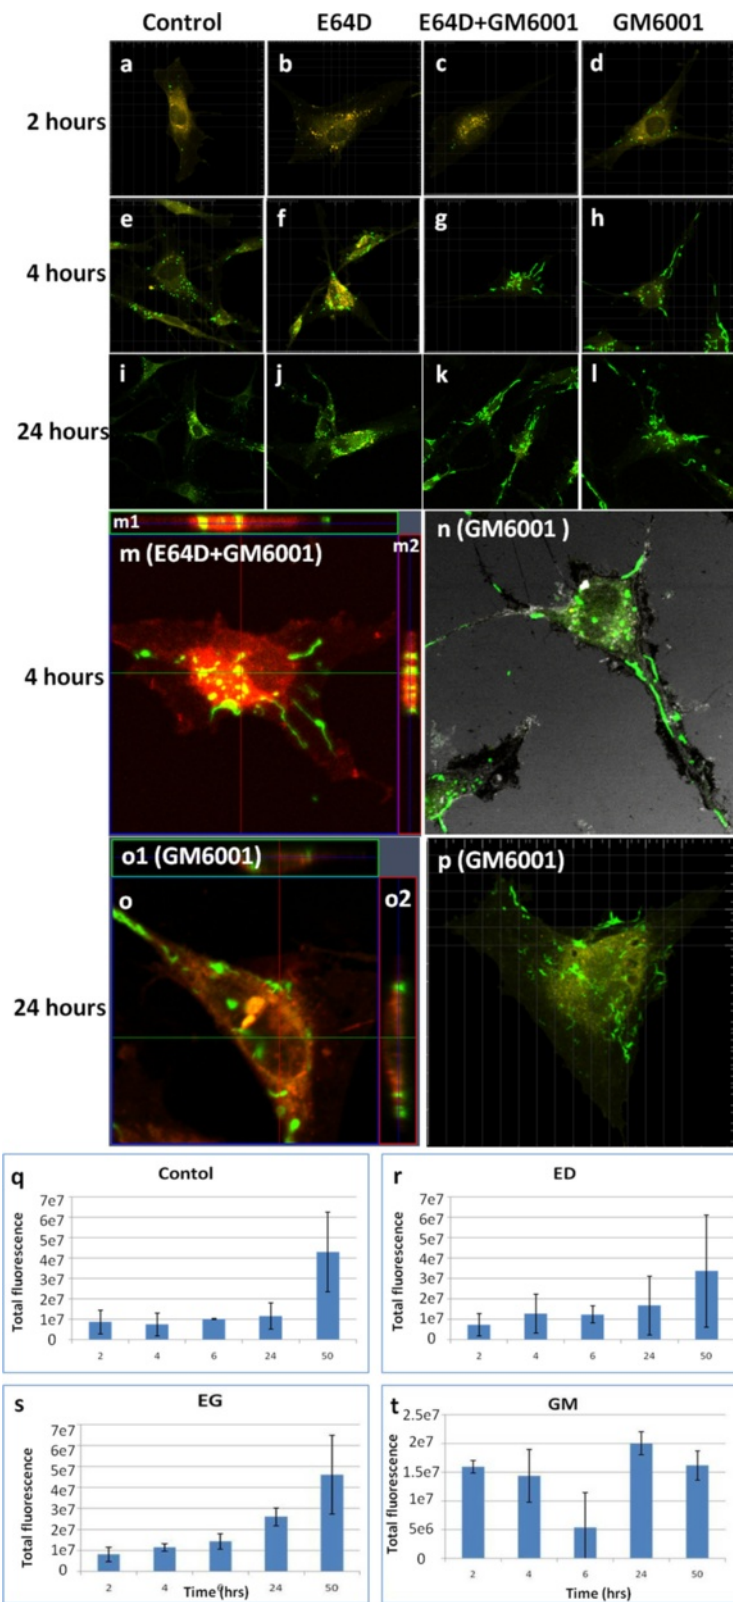 Control E64D E64D+GM6001 GM6001
2 hours a b c d
4 hours e f g h
24 hours i j k l
m1
m (E64D+GM6001) m2 n (GM6001 )
4 hours
o1 (GM6001) p (GM6001)
o o2
24 hours
q Contol
Total fluorescence
7e7
6e7
5e7
4e7
3e7
2e7
1e7
0
2 4 6 24 50
r ED
Total fluorescence
7e7
6e7
5e7
4e7
3e7
2e7
1e7
0
2 4 6 24 50
s EG
Total fluorescence
7e7
6e7
5e7
4e7
3e7
2e7
1e7
0
2 4 6 24 50
Time (hrs)
t GM
Total fluorescence
2.5e7
2e7
1.5e7
1e7
5e6
0
2 4 6 24 50
Time (hrs)